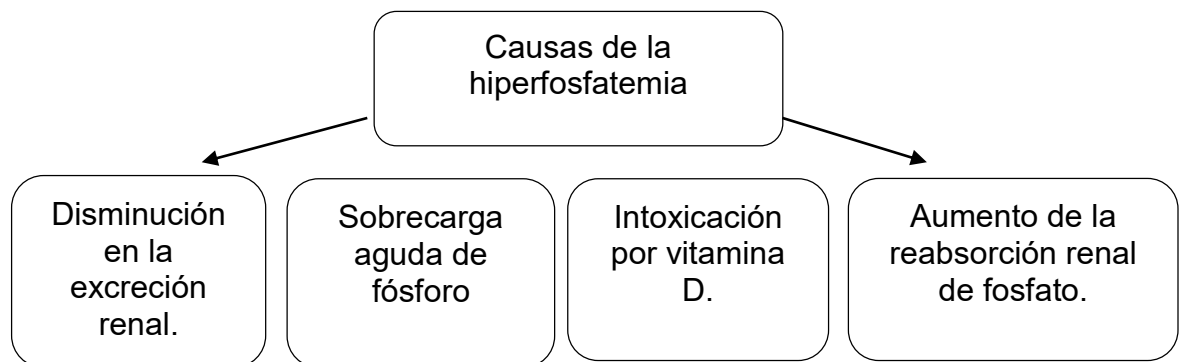 Causas de la
hiperfosfatemia
Disminución
en la
excreción
renal.
Sobrecarga
aguda de
fósforo
Intoxicación
por vitamina
D.
Aumento de la
reabsorción renal
de fosfato.